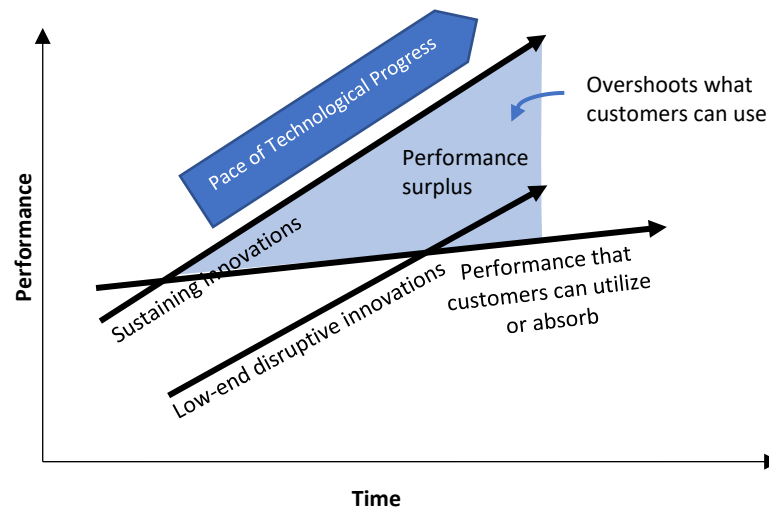 Pace of Technological Progress
Overshoots what
customers can use
Performance
surplus
Performance
Sustaining innovations
Low-end disruptive innovations
Performance that
customers can utilize
or absorb
Time